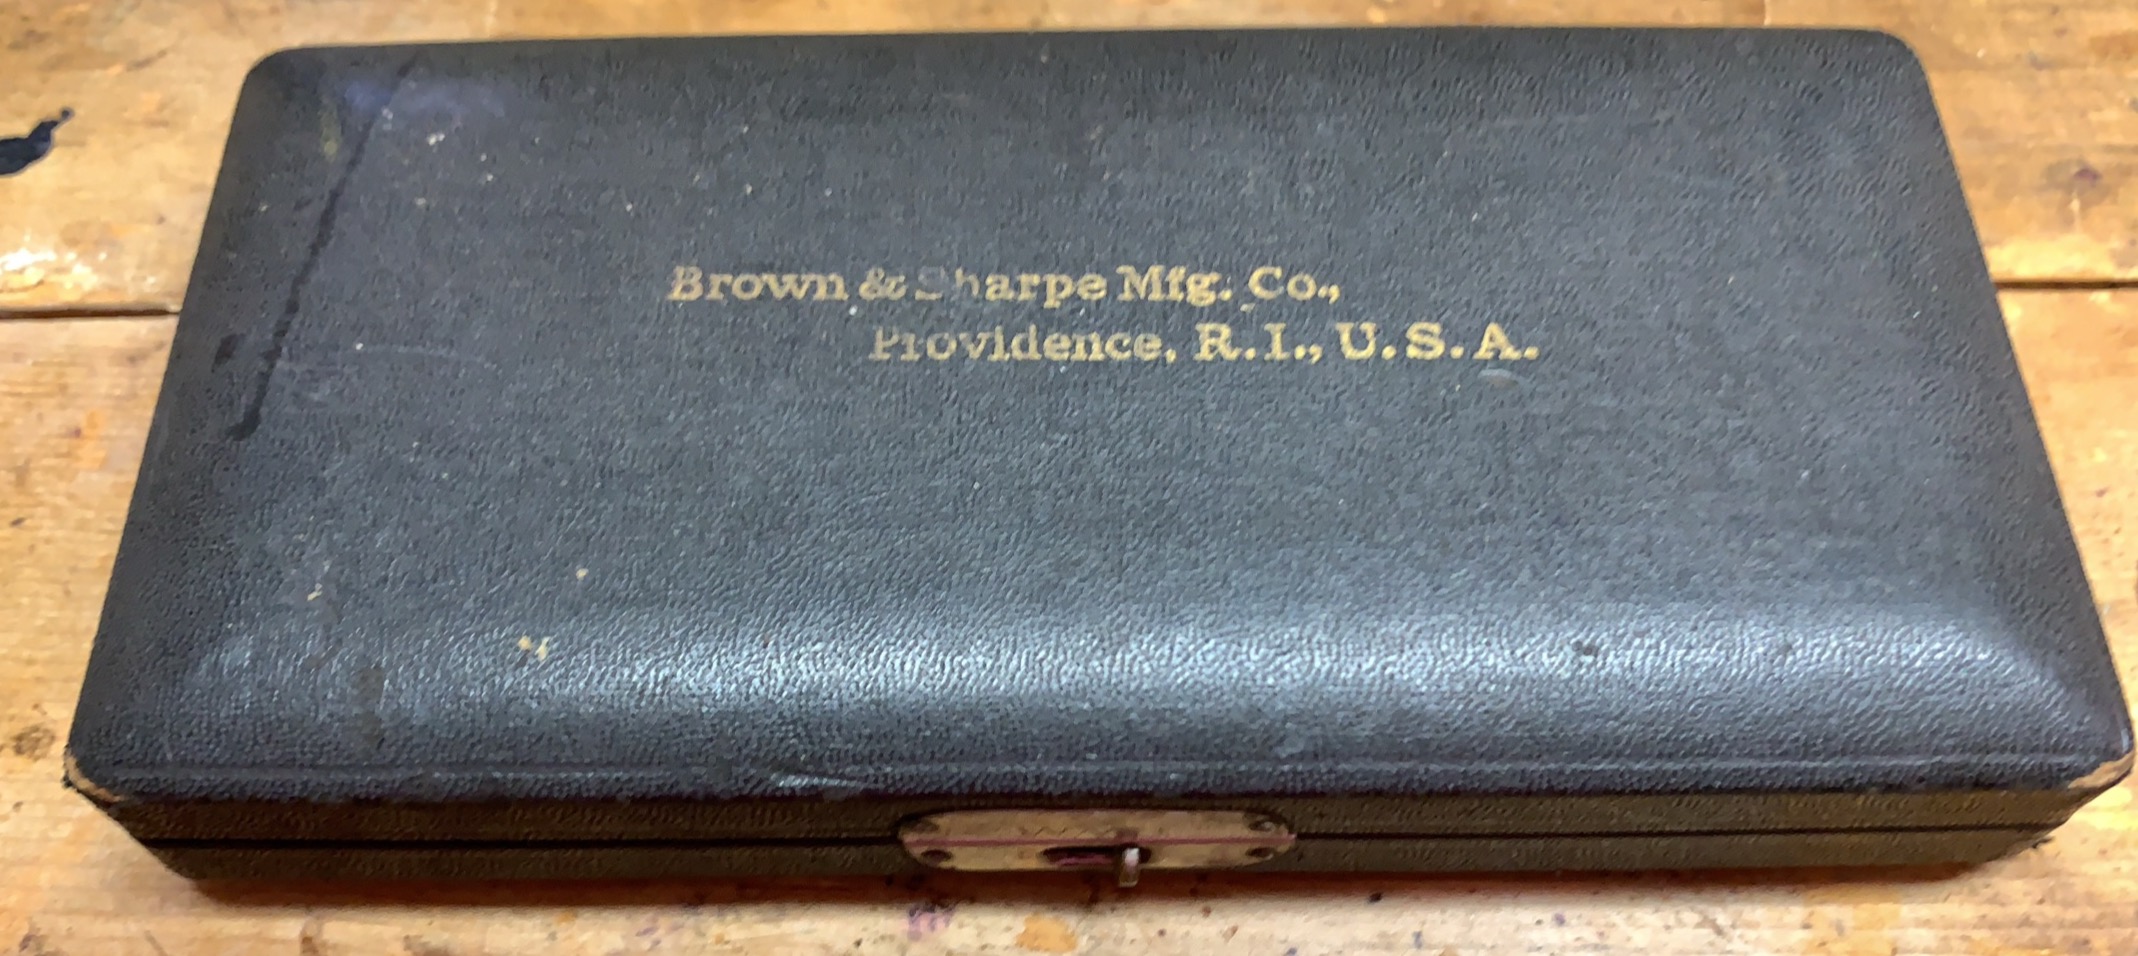 Brown & Sharpe Mfg. Co.,
Providence, R.I., U.S.A.